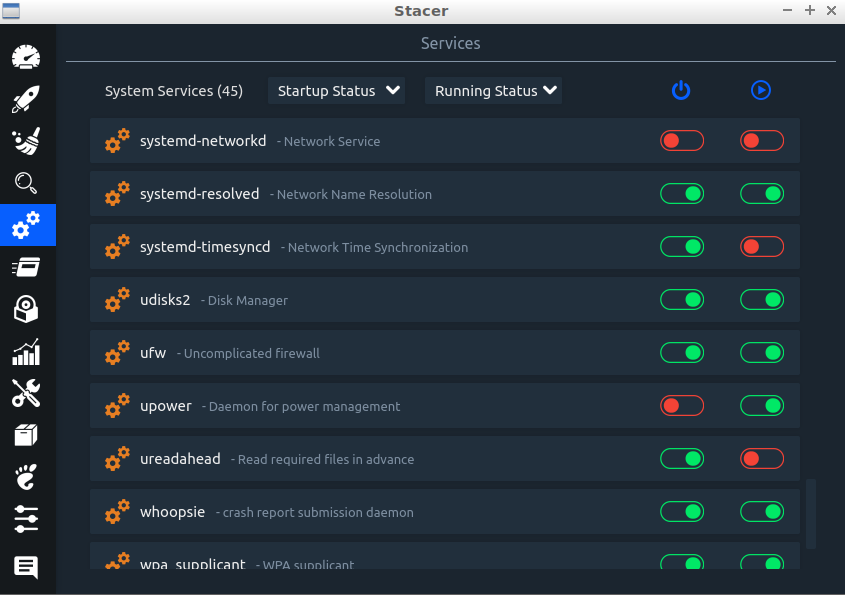 Stacer
Services
System Services (45) Startup Status Running Status
systemd-networkd - Network Service
systemd-resolved - Network Name Resolution
systemd-timesyncd - Network Time Synchronization
udisks2 - Disk Manager
ufw - Uncomplicated firewall
upower - Daemon for power management
ureadahead - Read required files in advance
whoopsie - crash report submission daemon
wpa_supplicant - WPA supplicant